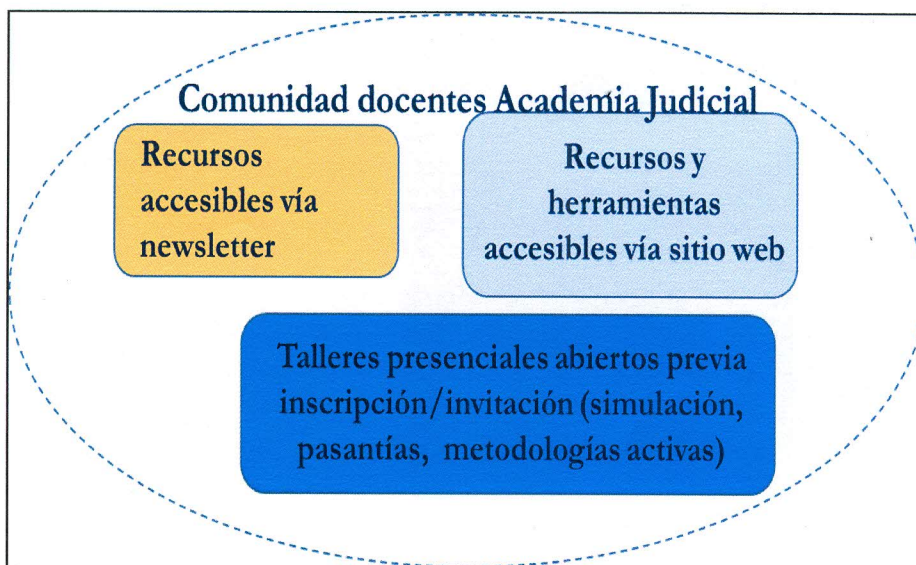 Comunidad docentes Academia Judicial
Recursos
accesibles vía
newsletter
Recursos y
herramientas
accesibles vía sitio web
Talleres presenciales abiertos previa
inscripción/invitación (simulación,
pasantías, metodologías activas)